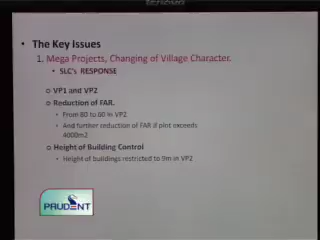 The Key issues
1. Mega Projects, Changing of Village Character.
SLC's RESPONSE
VP1 and VP2
Reduction of FAR.
From 80 to 60 in VP2
And further reduction of FAR if plot exceeds
4000m2
Height of Building Control
Height of buildings restricted to 9m in VP2
PRUDENT